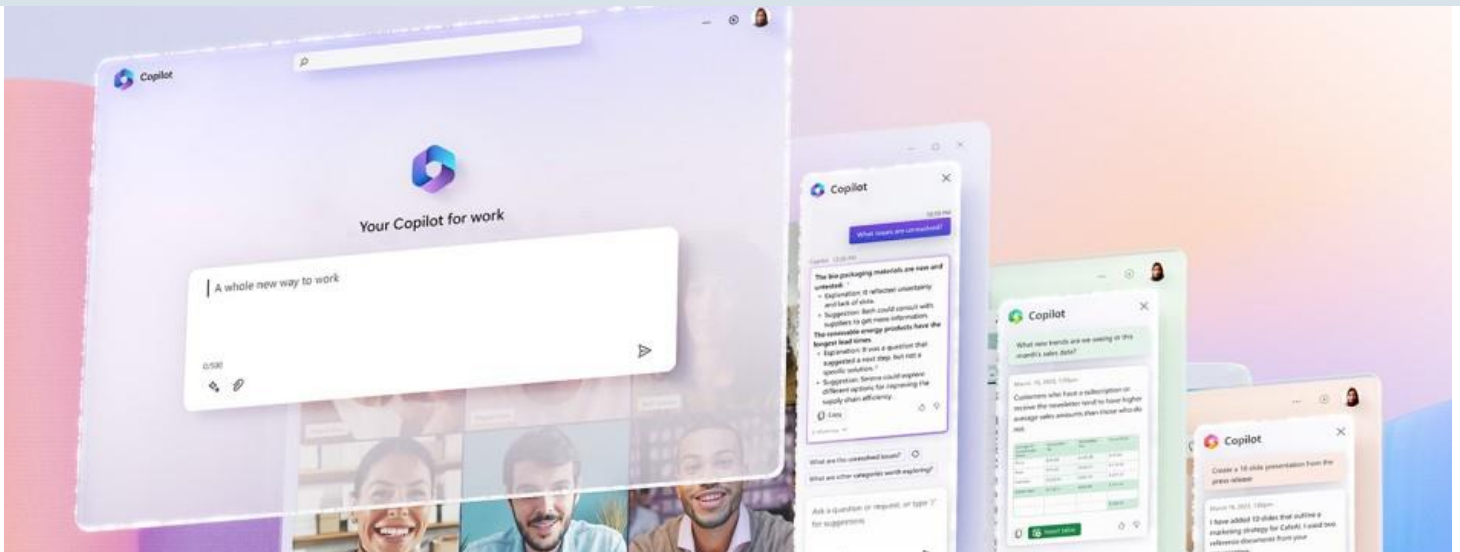 Copilot
Your Copilot for work
A whole new way to work
0/500
Copilot
What issues are unresolved?
The bio packaging materials are new and
untested.
Explanation: It reflected uncertainty
and lack of data.
Suggestion: Beth could consult with
suppliers to get more information.
The renewable energy products have the
longest lead times.
Explanation: It was a question that
suggested a next step, but not a
specific solution.
Suggestion: Serena could explore
different options for improving the
supply chain efficiency.
Copy
What are the unresolved issues?
What are other categories worth exploring?
Ask a question or request, or type "/"
for suggestions
Copilot
What new trends are we seeing in this
month's sales data?
Customers who have a subscription or
receive the newsletter tend to have higher
average sales amounts than those who do
not.
Insert table
Copilot
Create a 10 slide presentation from the
press release
I have added 10 slides that outline a
marketing strategy for I used two
reference documents from your